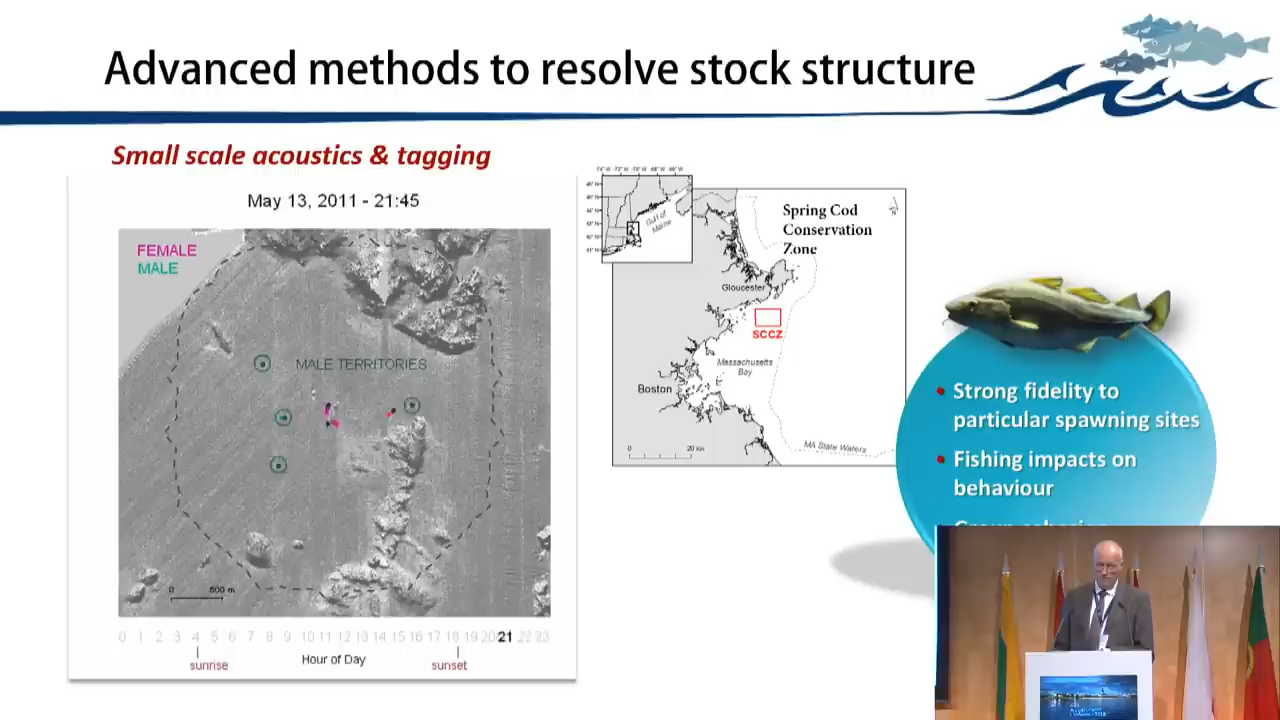 Advanced methods to resolve stock structure
Small scale acoustics & tagging
May 13, 2011 - 21:45
FEMALE
MALE
MALE TERRITORIES
0 500 m
0 1 2 3 4 5 6 7 8 9 10 11 12 13 14 15 16 17 18 19 20 21 22 23
sunrise
Hour of Day
sunset
Gulf of
Maine
Spring Cod
Conservation
Zone
N
Gloucester
SCCZ
Massachusetts
Bay
Boston
MA State Waters
0 20 km
• Strong fidelity to
particular spawning sites
• Fishing impacts on
behaviour